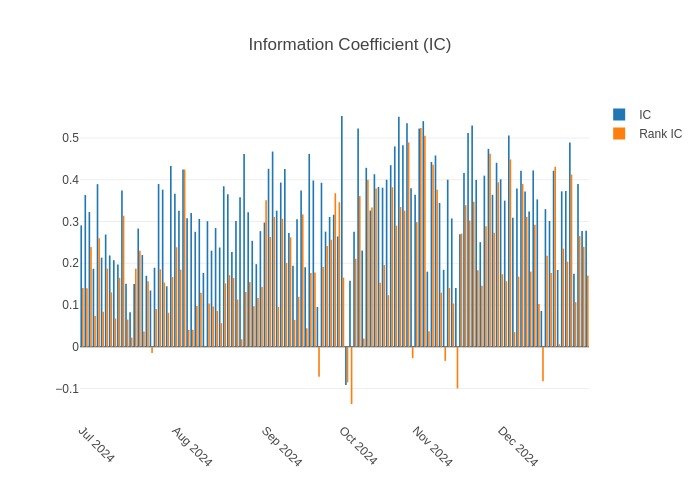 Information Coefficient (IC)
IC
Rank IC
0.5
0.4
0.3
0.2
0.1
0
−0.1
Jul 2024
Aug 2024
Sep 2024
Oct 2024
Nov 2024
Dec 2024